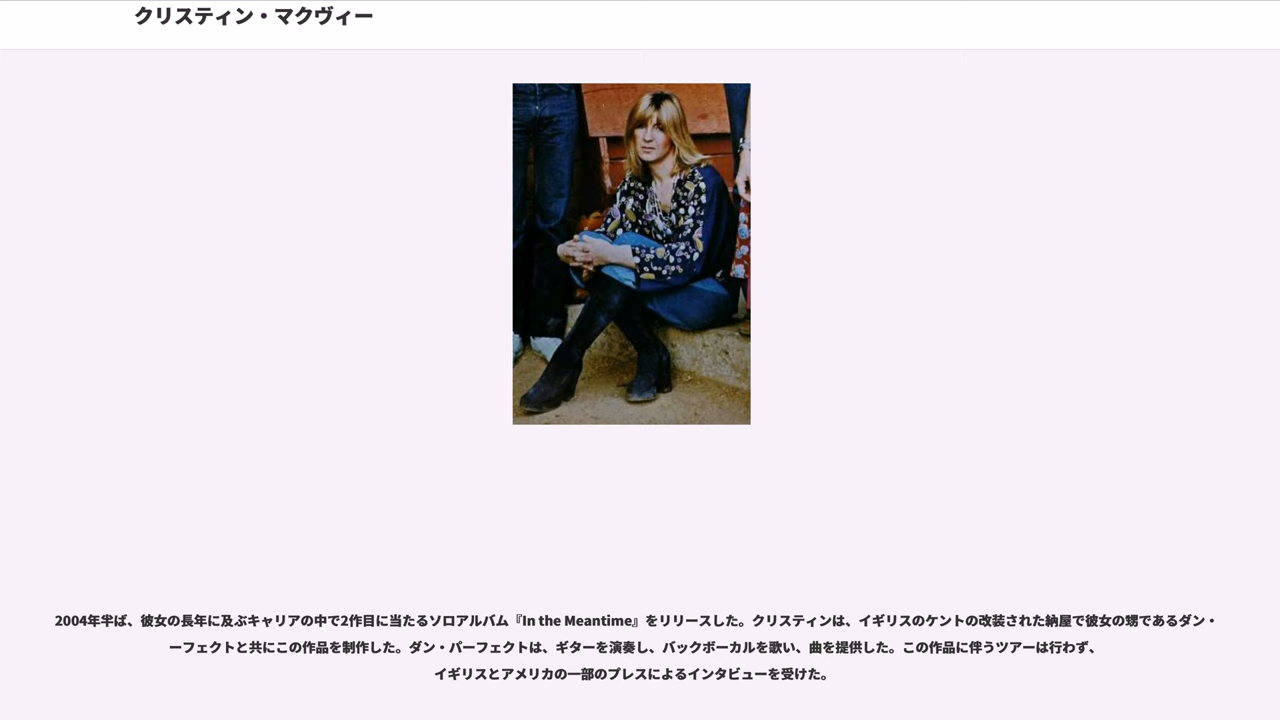 クリスティン・マクヴィー
2004年半ば、彼女の長年に及ぶキャリアの中で2作目に当たるソロアルバム『In the Meantime』をリリースした。クリスティンは、イギリスのケントの改装された納屋で彼女の甥であるダン・
ーフェクトと共にこの作品を制作した。ダン・パーフェクトは、ギターを演奏し、バックボーカルを歌い、曲を提供した。この作品に伴うツアーは行わず、
イギリスとアメリカの一部のプレスによるインタビューを受けた。